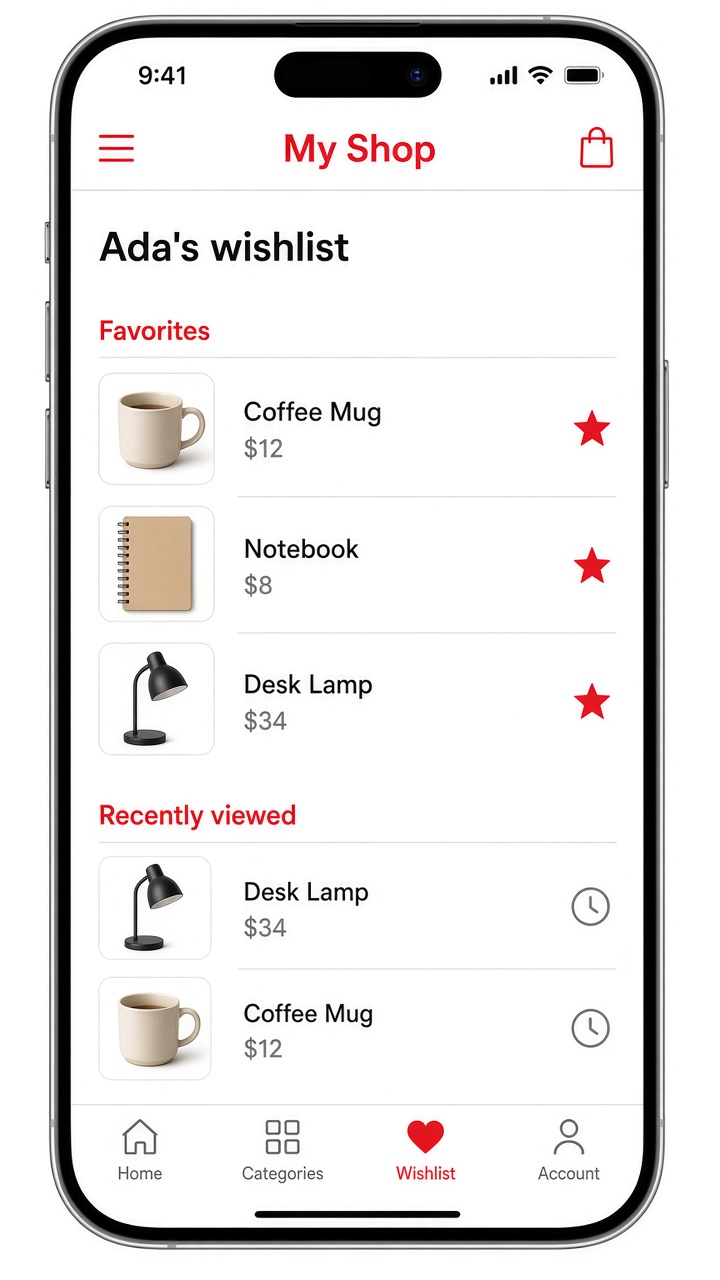 9:41
My Shop
Ada's wishlist
Favorites
Coffee Mug
$12
Notebook
$8
Desk Lamp
$34
Recently viewed
Desk Lamp
$34
Coffee Mug
$12
Home
Categories
Wishlist
Account